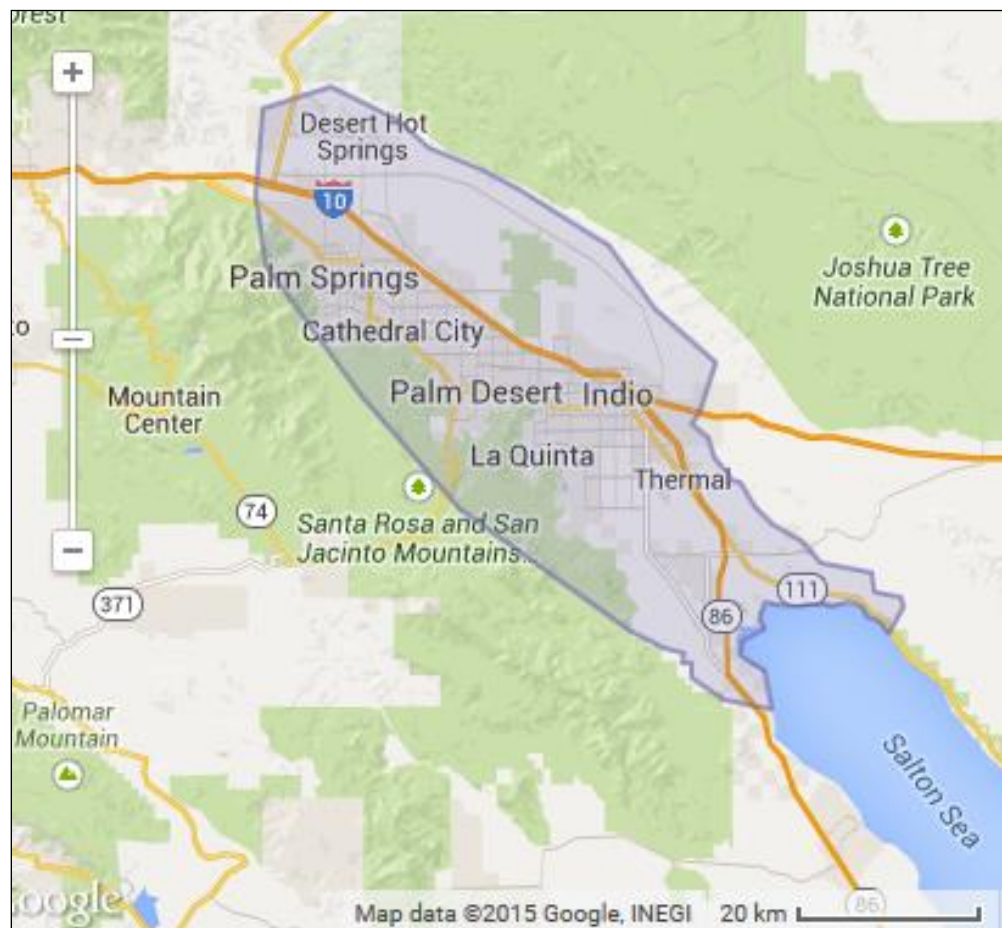 orest
+
Desert Hot
Springs
10
Joshua Tree
National Park
Palm Springs
o
Cathedral City
Palm Desert
Indio
Mountain
Center
La Quinta
Thermal
74
Santa Rosa and San
Jacinto Mountains...
−
371
111
86
Palomar
Mountain
Salton Sea
Google
Map data ©2015 Google, INEGI
20 km
86